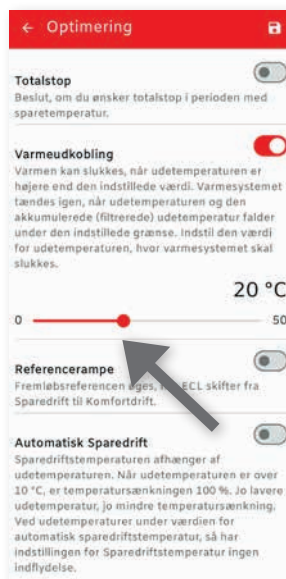 Optimering
Totalstop
Beslut, om du ønsker totalstop i perioden med
sparetemperatur.
Varmeudkobling
Varmen kan slukkes, når udetemperaturen er
højere end den indstillede værdi. Varmesystemet
tændes igen, når udetemperaturen og den
akkumulerede (filtrerede) udetemperatur falder
under den indstillede grænse. Indstil den værdi
for udetemperaturen, hvor varmesystemet skal
slukkes.
20 °C
0 50
Referencerampe
Fremløbsreferencen øges, ECL skifter fra
Sparedrift til Komfortdrift.
Automatisk Sparedrift
Sparedriftstemperaturen afhænger af
udetemperaturen. Når udetemperaturen er over
10 °C, er temperatursænkningen 100 %. Jo lavere
udetemperatur, jo mindre temperatursænkning.
Ved udetemperaturer under værdien for
automatisk sparedriftstemperatur, så har
indstillingen for Sparedriftstemperatur ingen
indflydelse.